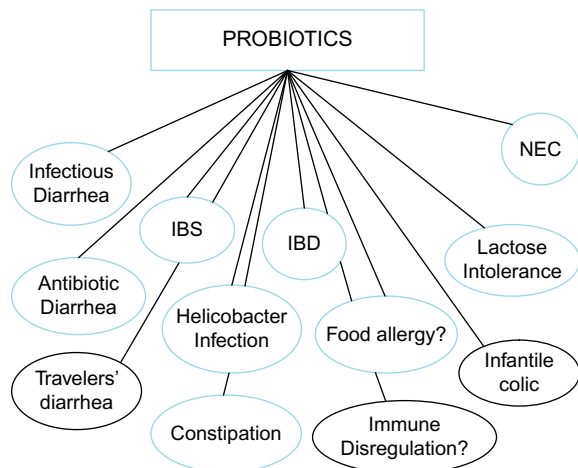 PROBIOTICS
NEC
Infectious
Diarrhea
IBS
IBD
Lactose
Intolerance
Antibiotic
Diarrhea
Helicobacter
Infection
Food allergy?
Travelers'
diarrhea
Infantile
colic
Constipation
Immune
Disregulation?